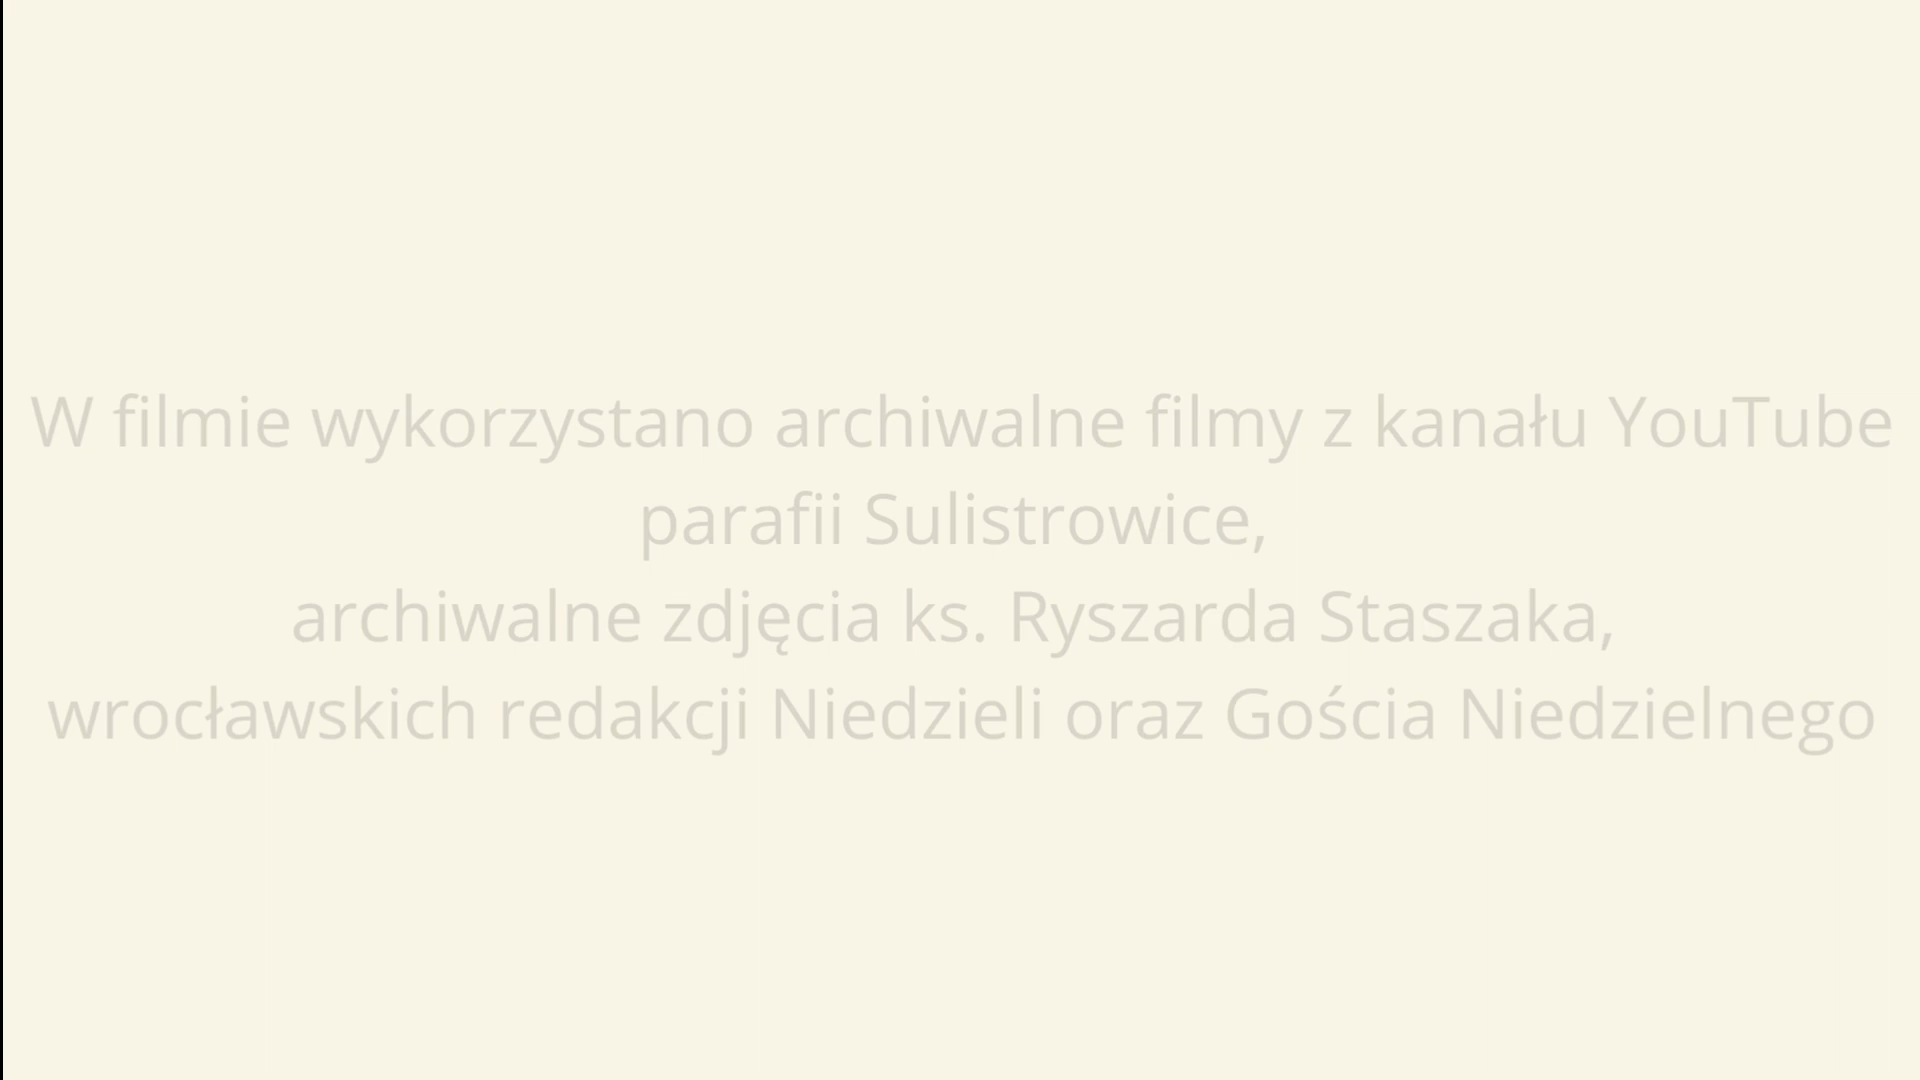 W filmie wykorzystano archiwalne filmy z kanału YouTube
parafii Sulistrowice,
archiwalne zdjęcia ks. Ryszarda Staszaka,
wrocławskich redakcji Niedzieli oraz Gościa Niedzielnego